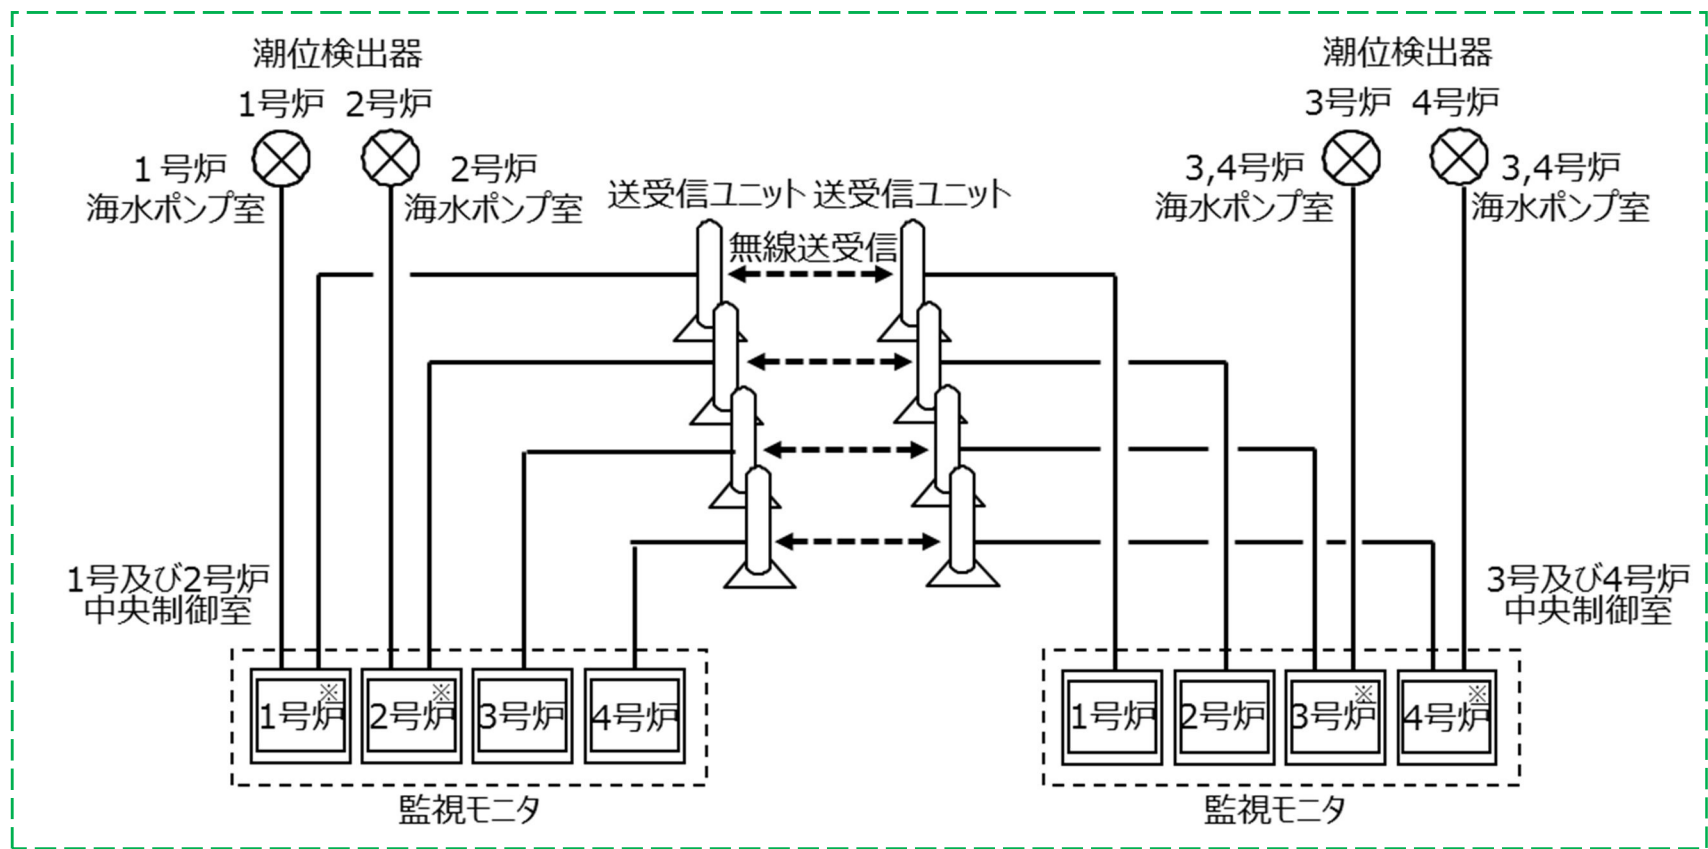 潮位検出器
1号炉 2号炉
1号炉
海水ポンプ室
2号炉
海水ポンプ室
潮位検出器
3号炉 4号炉
3,4号炉
海水ポンプ室
3,4号炉
海水ポンプ室
送受信ユニット 送受信ユニット
無線送受信
1号及び2号炉
中央制御室
3号及び4号炉
中央制御室
1号炉※ 2号炉※ 3号炉 4号炉
監視モニタ
1号炉 2号炉 3号炉※ 4号炉※
監視モニタ